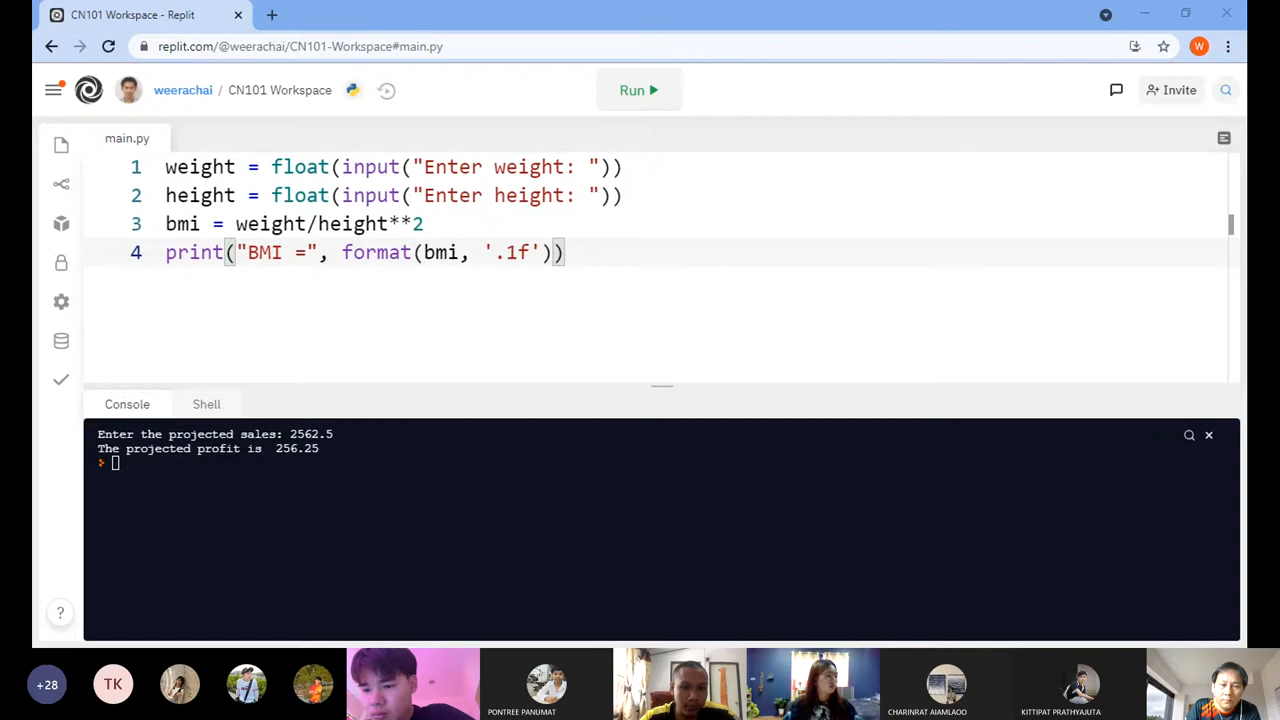 CN101 Workspace - Replit
replit.com/@weerachai/CN101-Workspace#main.py
W
weerachai / CN101 Workspace
Run
Invite
main.py
1 weight = float(input("Enter weight: "))
2 height = float(input("Enter height: "))
3 bmi = weight/height**2
4 print("BMI =", format(bmi, '.1f'))
Console
Shell
Enter the projected sales: 2562.5
The projected profit is  256.25
?
+28
TK
PONTREE PANUMAT
CHARINRAT AIAMLAOO
KITTIPAT PRATHYAJUTA